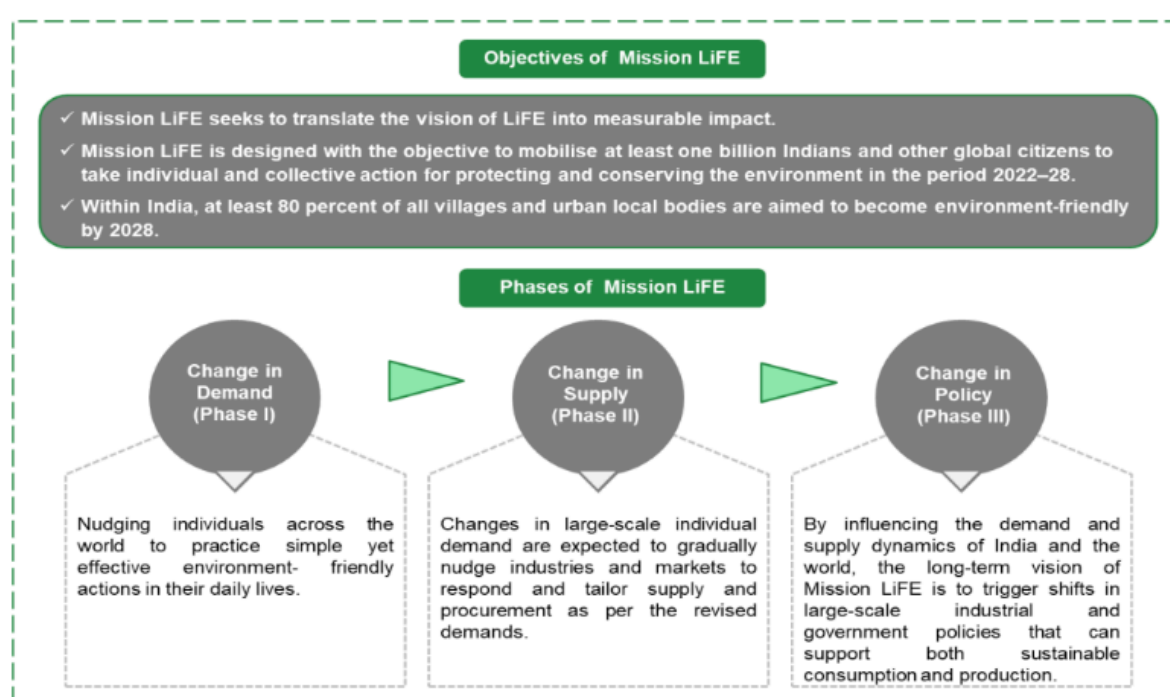 Objectives of Mission LiFE
✓ Mission LiFE seeks to translate the vision of LiFE into measurable impact.
✓ Mission LiFE is designed with the objective to mobilise at least one billion Indians and other global citizens to
take individual and collective action for protecting and conserving the environment in the period 2022–28.
✓ Within India, at least 80 percent of all villages and urban local bodies are aimed to become environment-friendly
by 2028.
Phases of Mission LiFE
Change in
Demand
(Phase I)
Nudging individuals across the
world to practice simple yet
effective environment- friendly
actions in their daily lives.
Change in
Supply
(Phase II)
Changes in large-scale individual
demand are expected to gradually
nudge industries and markets to
respond and tailor supply and
procurement as per the revised
demands.
Change in
Policy
(Phase III)
By influencing the demand and
supply dynamics of India and the
world, the long-term vision of
Mission LiFE is to trigger shifts in
large-scale industrial and
government policies that can
support both sustainable
consumption and production.